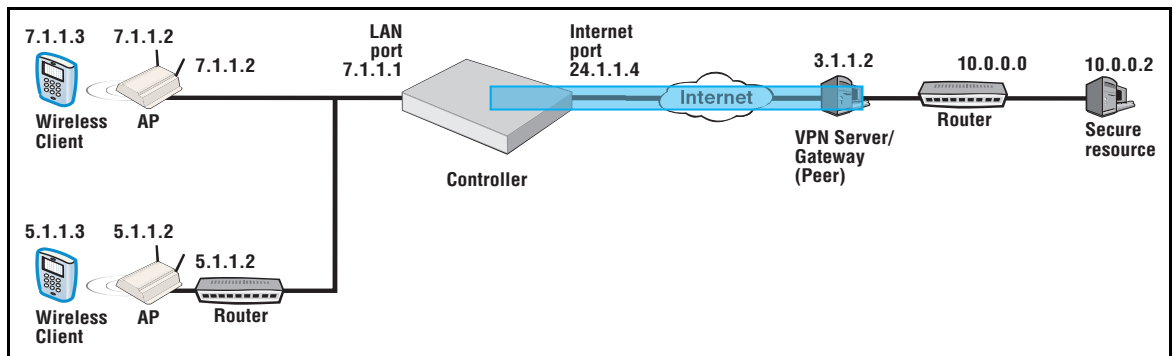 7.1.1.3
7.1.1.2
7.1.1.2
Wireless
Client
AP
LAN
port
7.1.1.1
Controller
Internet
port
24.1.1.4
Internet
3.1.1.2
VPN Server/
Gateway
(Peer)
10.0.0.0
Router
10.0.0.2
Secure
resource
5.1.1.3
5.1.1.2
5.1.1.2
Wireless
Client
AP
Router